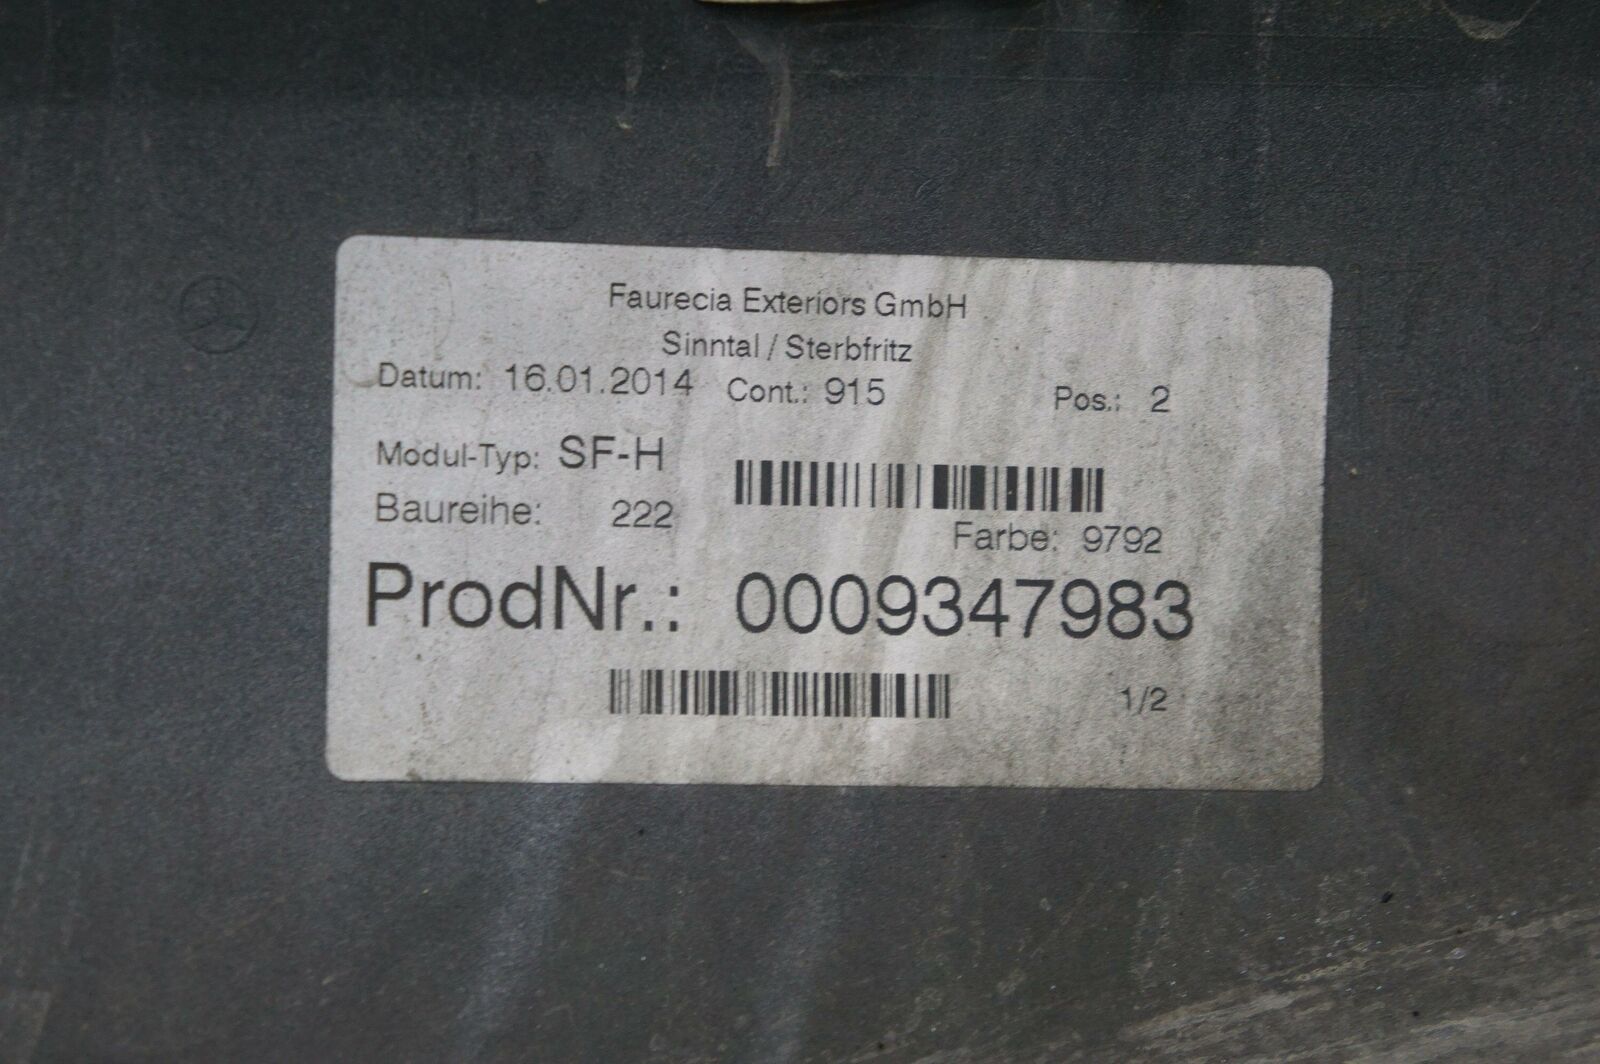 Faurecia Exteriors GmbH
Sinntal / Sterbfritz
Datum: 16.01.2014 Cont.: 915 Pos.: 2
Modul-Typ: SF-H
Baureihe: 222
Farbe: 9792
ProdNr.: 0009347983
1/2